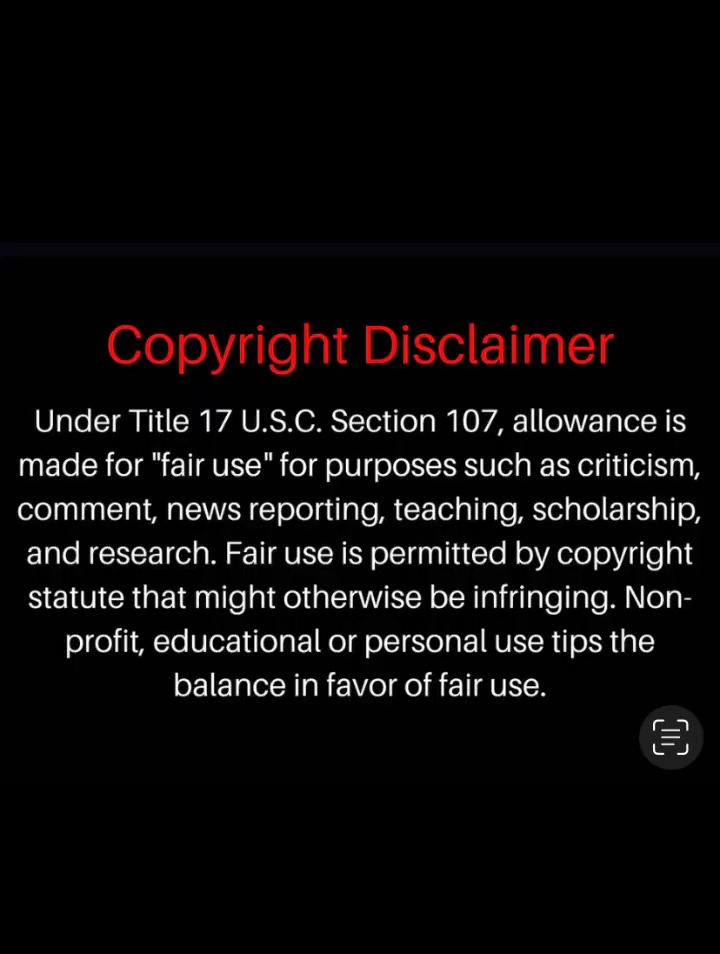 Copyright Disclaimer
Under Title 17 U.S.C. Section 107, allowance is
made for "fair use" for purposes such as criticism,
comment, news reporting, teaching, scholarship,
and research. Fair use is permitted by copyright
statute that might otherwise be infringing. Non-
profit, educational or personal use tips the
balance in favor of fair use.